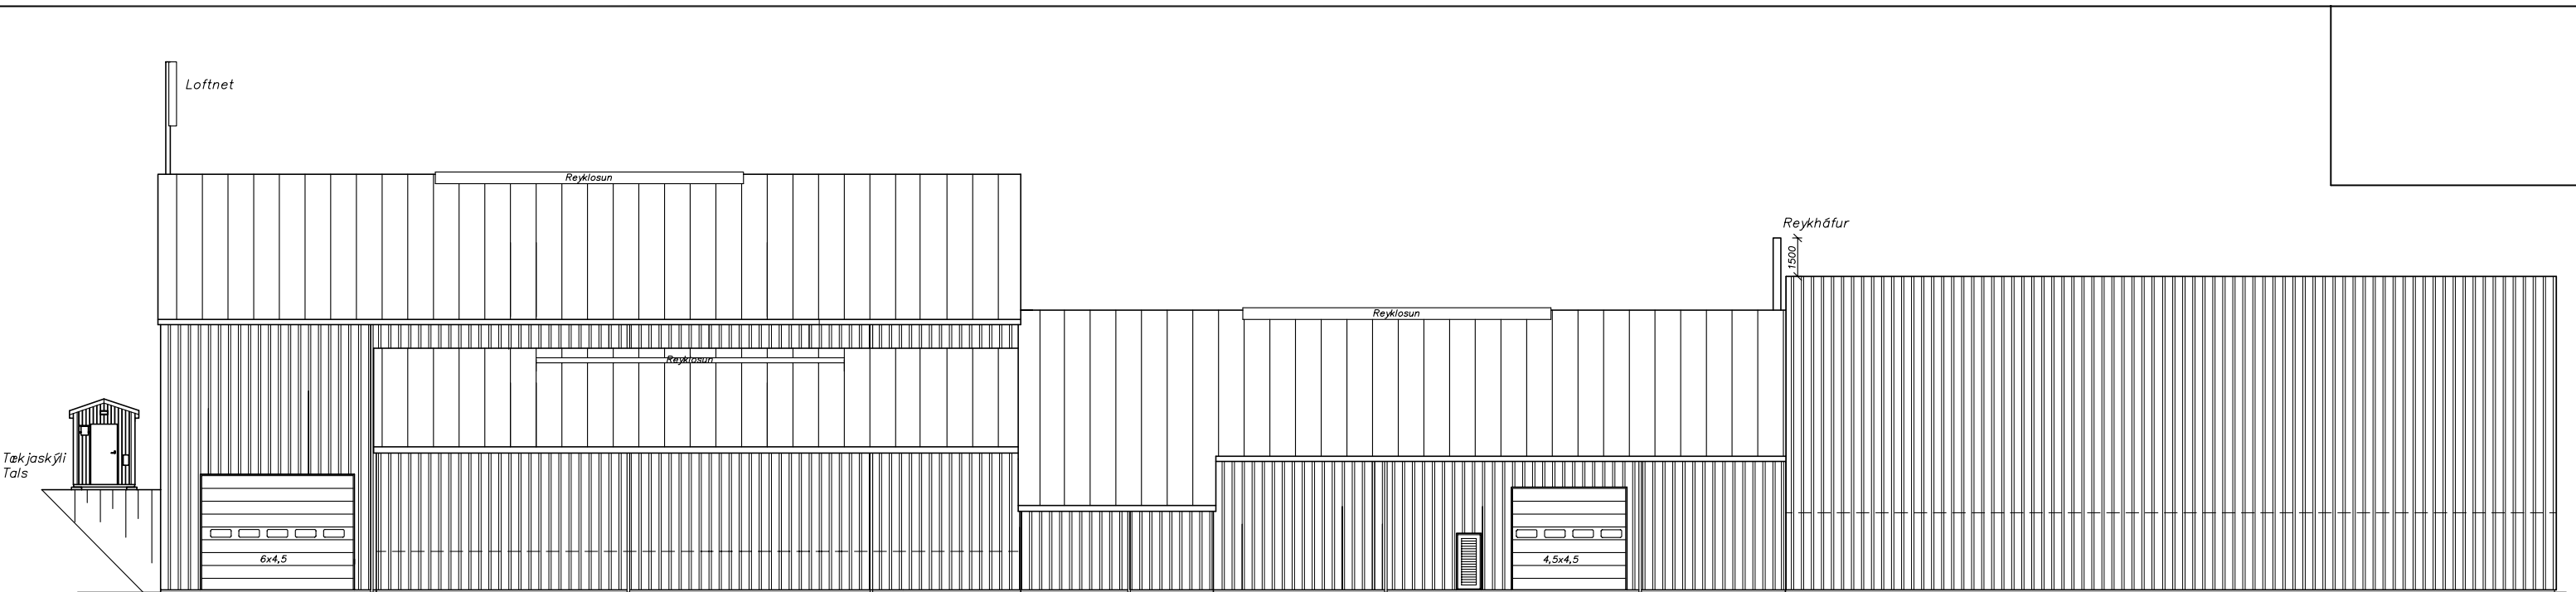 Loftnet
Reyklosun
Reykháfur
1500
Reyklosun
Reyklosun
Tækjaskýli
Tals
6x4,5
4,5x4,5